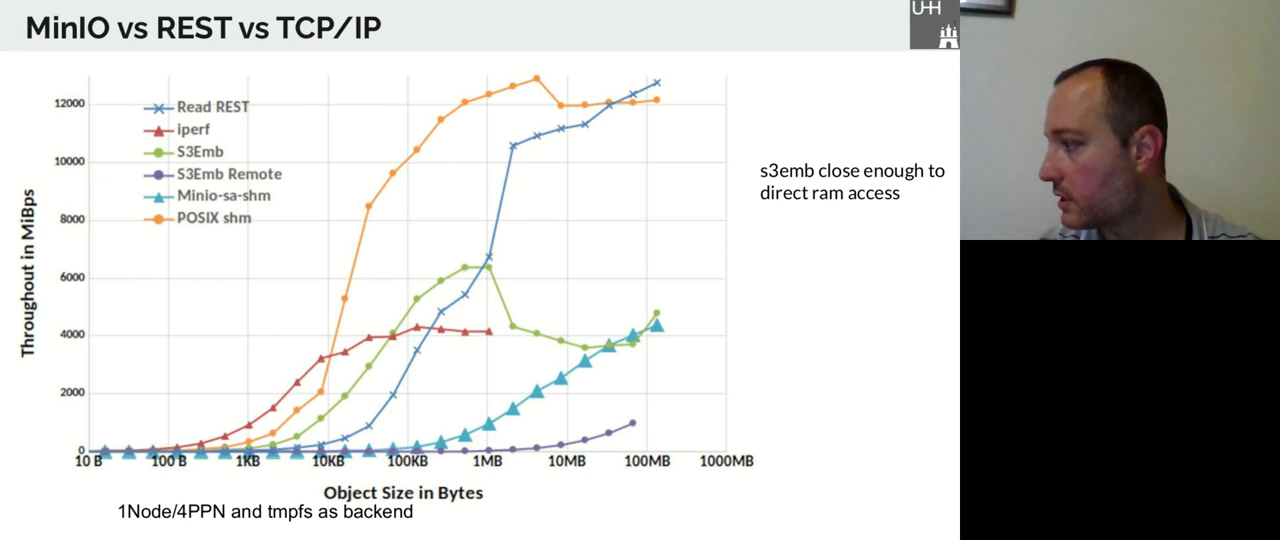 MinIO vs REST vs TCP/IP
UHH
Read REST
iperf
S3Emb
S3Emb Remote
Minio-sa-shm
POSIX shm
s3emb close enough to
direct ram access
Throughout in MiBps
12000
10000
8000
6000
4000
2000
0
10 B 100 B 1KB 10KB 100KB 1MB 10MB 100MB 1000MB
Object Size in Bytes
1Node/4PPN and tmpfs as backend